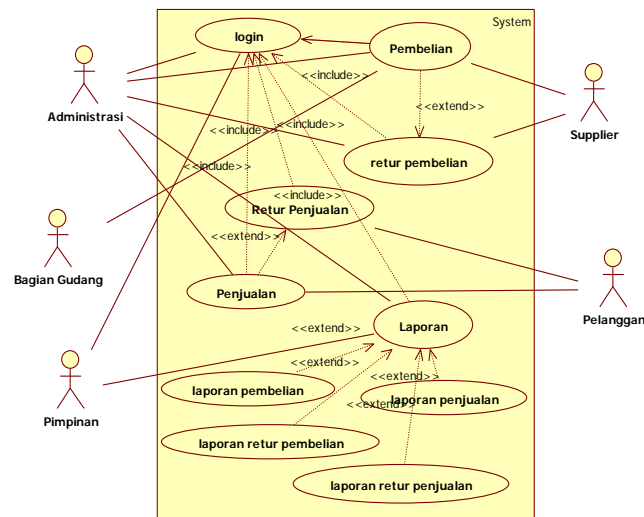 System
login
Pembelian
<<include>>
Administrasi
<<extend>>
<<include>>
<<include>>
Supplier
<<include>>
retur pembelian
<<include>>
Retur Penjualan
<<extend>>
Bagian Gudang
Penjualan
Pelanggan
<<extend>>
Laporan
<<extend>>
<<extend>>
laporan pembelian
laporan penjualan
<<extend>>
Pimpinan
laporan retur pembelian
laporan retur penjualan